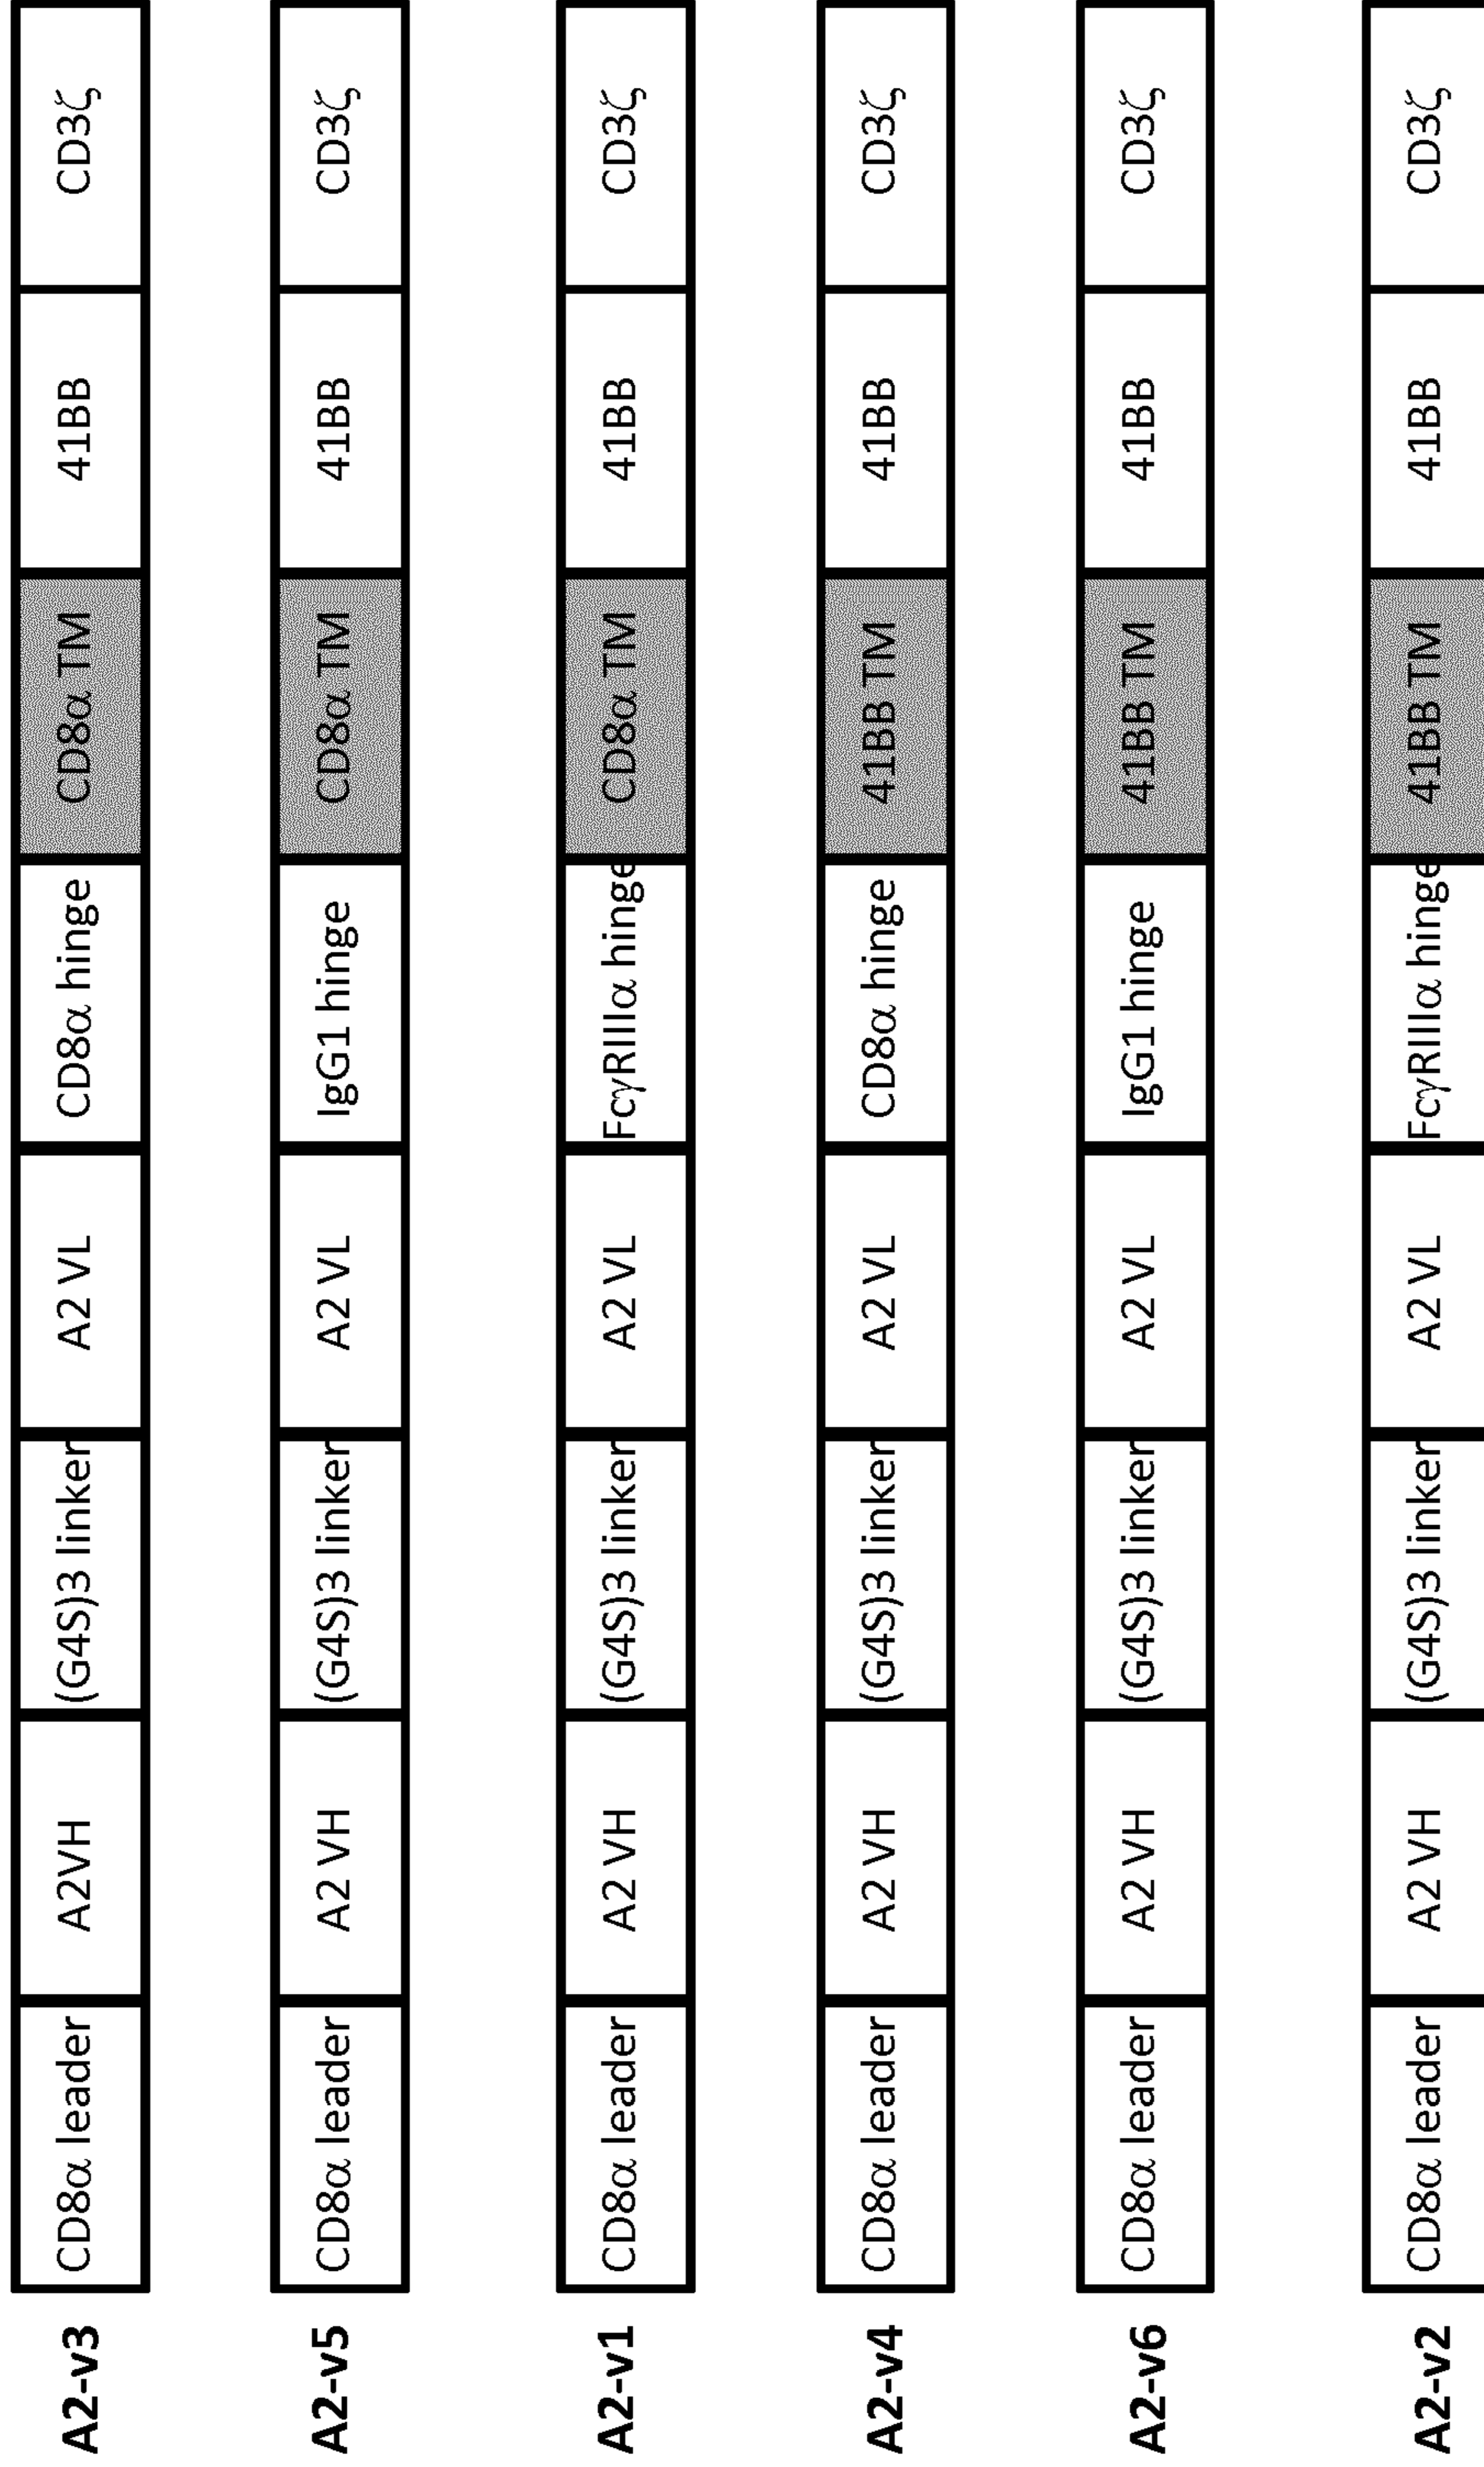 A2-v3 CD8α leader A2VH (G4S)3 linker A2 VL CD8α hinge CD8α TM 41BB CD3ζ
A2-v5 CD8α leader A2 VH (G4S)3 linker A2 VL IgG1 hinge CD8α TM 41BB CD3ζ
A2-v1 CD8α leader A2 VH (G4S)3 linker A2 VL FcγRIIIα hinge CD8α TM 41BB CD3ζ
A2-v4 CD8α leader A2 VH (G4S)3 linker A2 VL CD8α hinge 41BB TM 41BB CD3ζ
A2-v6 CD8α leader A2 VH (G4S)3 linker A2 VL IgG1 hinge 41BB TM 41BB CD3ζ
A2-v2 CD8α leader A2 VH (G4S)3 linker A2 VL FcγRIIIα hinge 41BB TM 41BB CD3ζ